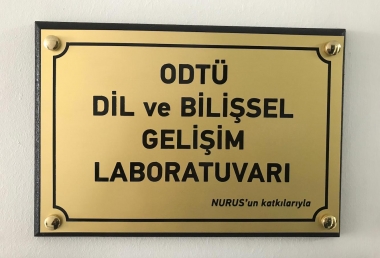 ODTÜ
DİL ve BİLİŞSEL
GELİŞİM
LABORATUVARI
NURUS'un katkılarıyla